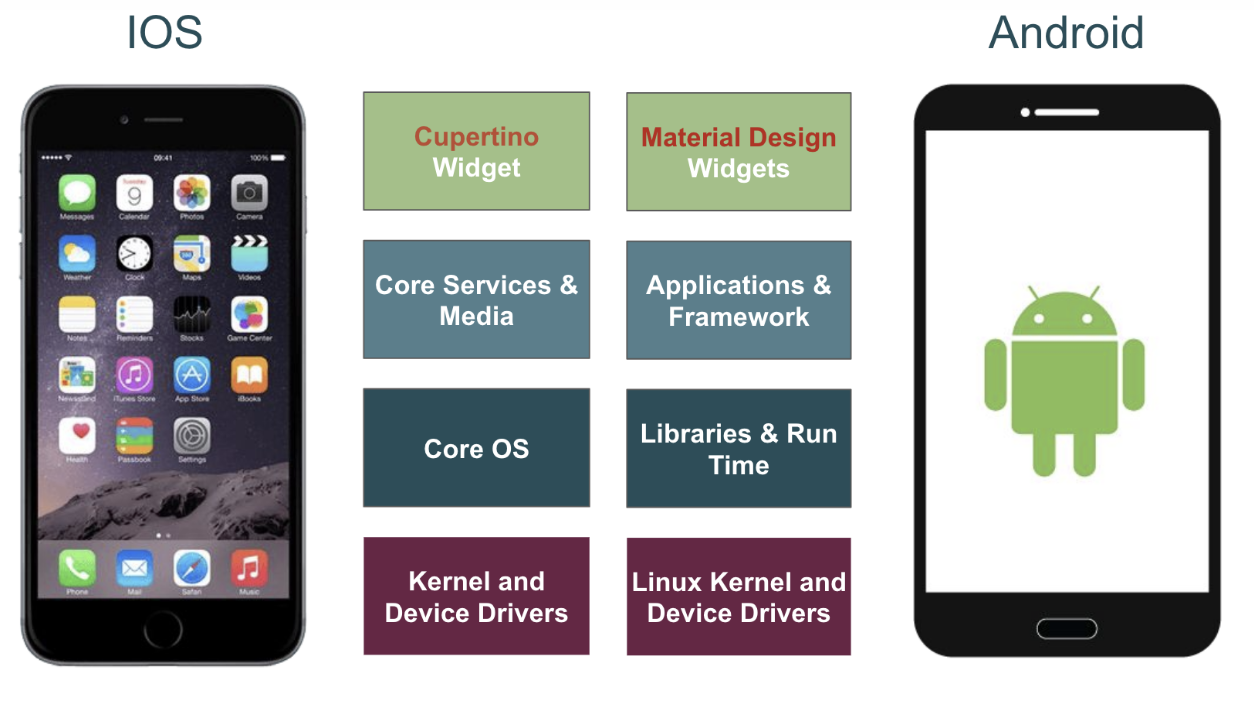 IOS
Android
Cupertino
Widget
Material Design
Widgets
Core Services &
Media
Applications &
Framework
Core OS
Libraries & Run
Time
Kernel and
Device Drivers
Linux Kernel and
Device Drivers
09:41
100%
Tuesday
9
Messages
Calendar
Photos
Camera
Weather
Clock
Maps
Videos
Notes
Reminders
Stocks
Game Center
Newsstand
iTunes Store
App Store
iBooks
Health
Passbook
Settings
Phone
Mail
Safari
Music